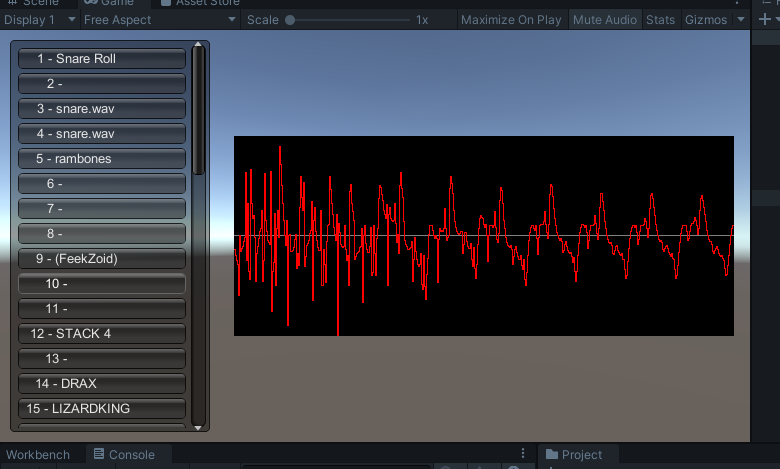 Scene Game Asset Store
Display 1 Free Aspect Scale 1x Maximize On Play Mute Audio Stats Gizmos
1 - Snare Roll
2 -
3 - snare.wav
4 - snare.wav
5 - rambones
6 -
7 -
8 -
9 - (FeekZoid)
10 -
11 -
12 - STACK 4
13 -
14 - DRAX
15 - LIZARDKING
Workbench Console Project